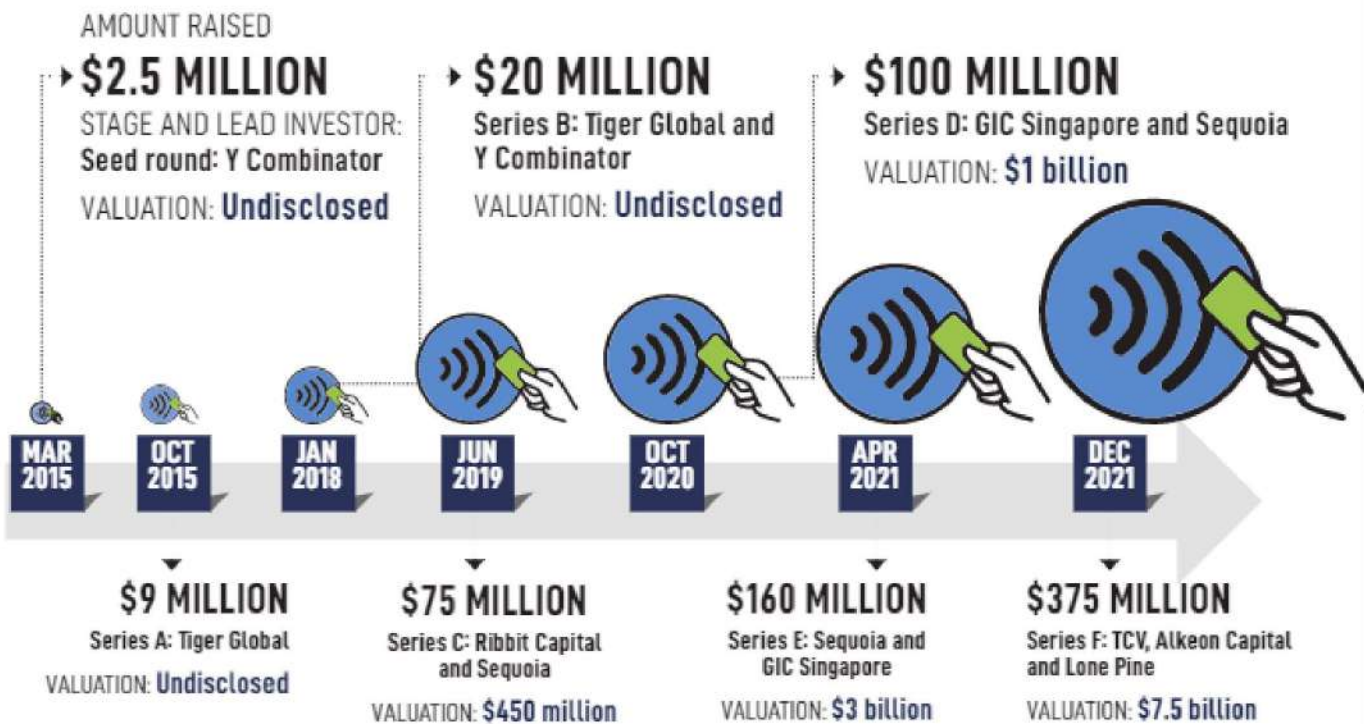 AMOUNT RAISED
$2.5 MILLION
STAGE AND LEAD INVESTOR:
Seed round: Y Combinator
VALUATION: Undisclosed
$20 MILLION
Series B: Tiger Global and
Y Combinator
VALUATION: Undisclosed
$100 MILLION
Series D: GIC Singapore and Sequoia
VALUATION: $1 billion
MAR
2015
OCT
2015
JAN
2018
JUN
2019
OCT
2020
APR
2021
DEC
2021
$9 MILLION
Series A: Tiger Global
VALUATION: Undisclosed
$75 MILLION
Series C: Ribbit Capital
and Sequoia
VALUATION: $450 million
$160 MILLION
Series E: Sequoia and
GIC Singapore
VALUATION: $3 billion
$375 MILLION
Series F: TCV, Alkeon Capital
and Lone Pine
VALUATION: $7.5 billion